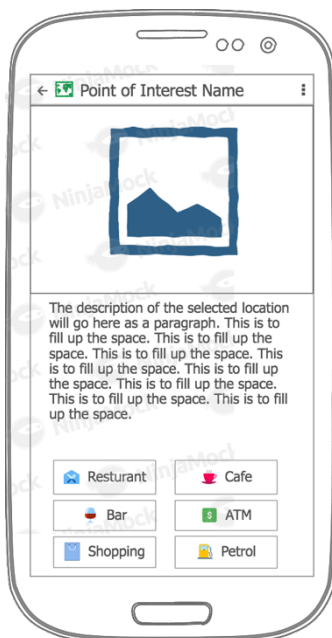 Point of Interest Name
The description of the selected location
will go here as a paragraph. This is to
fill up the space. This is to fill up the
space. This is to fill up the space. This
is to fill up the space. This is to fill up
the space. This is to fill up the space.
This is to fill up the space. This is to fill
up the space.
Resturant
Cafe
Bar
$ ATM
Shopping
Petrol
NinjaMock
NinjaMock
NinjaMock